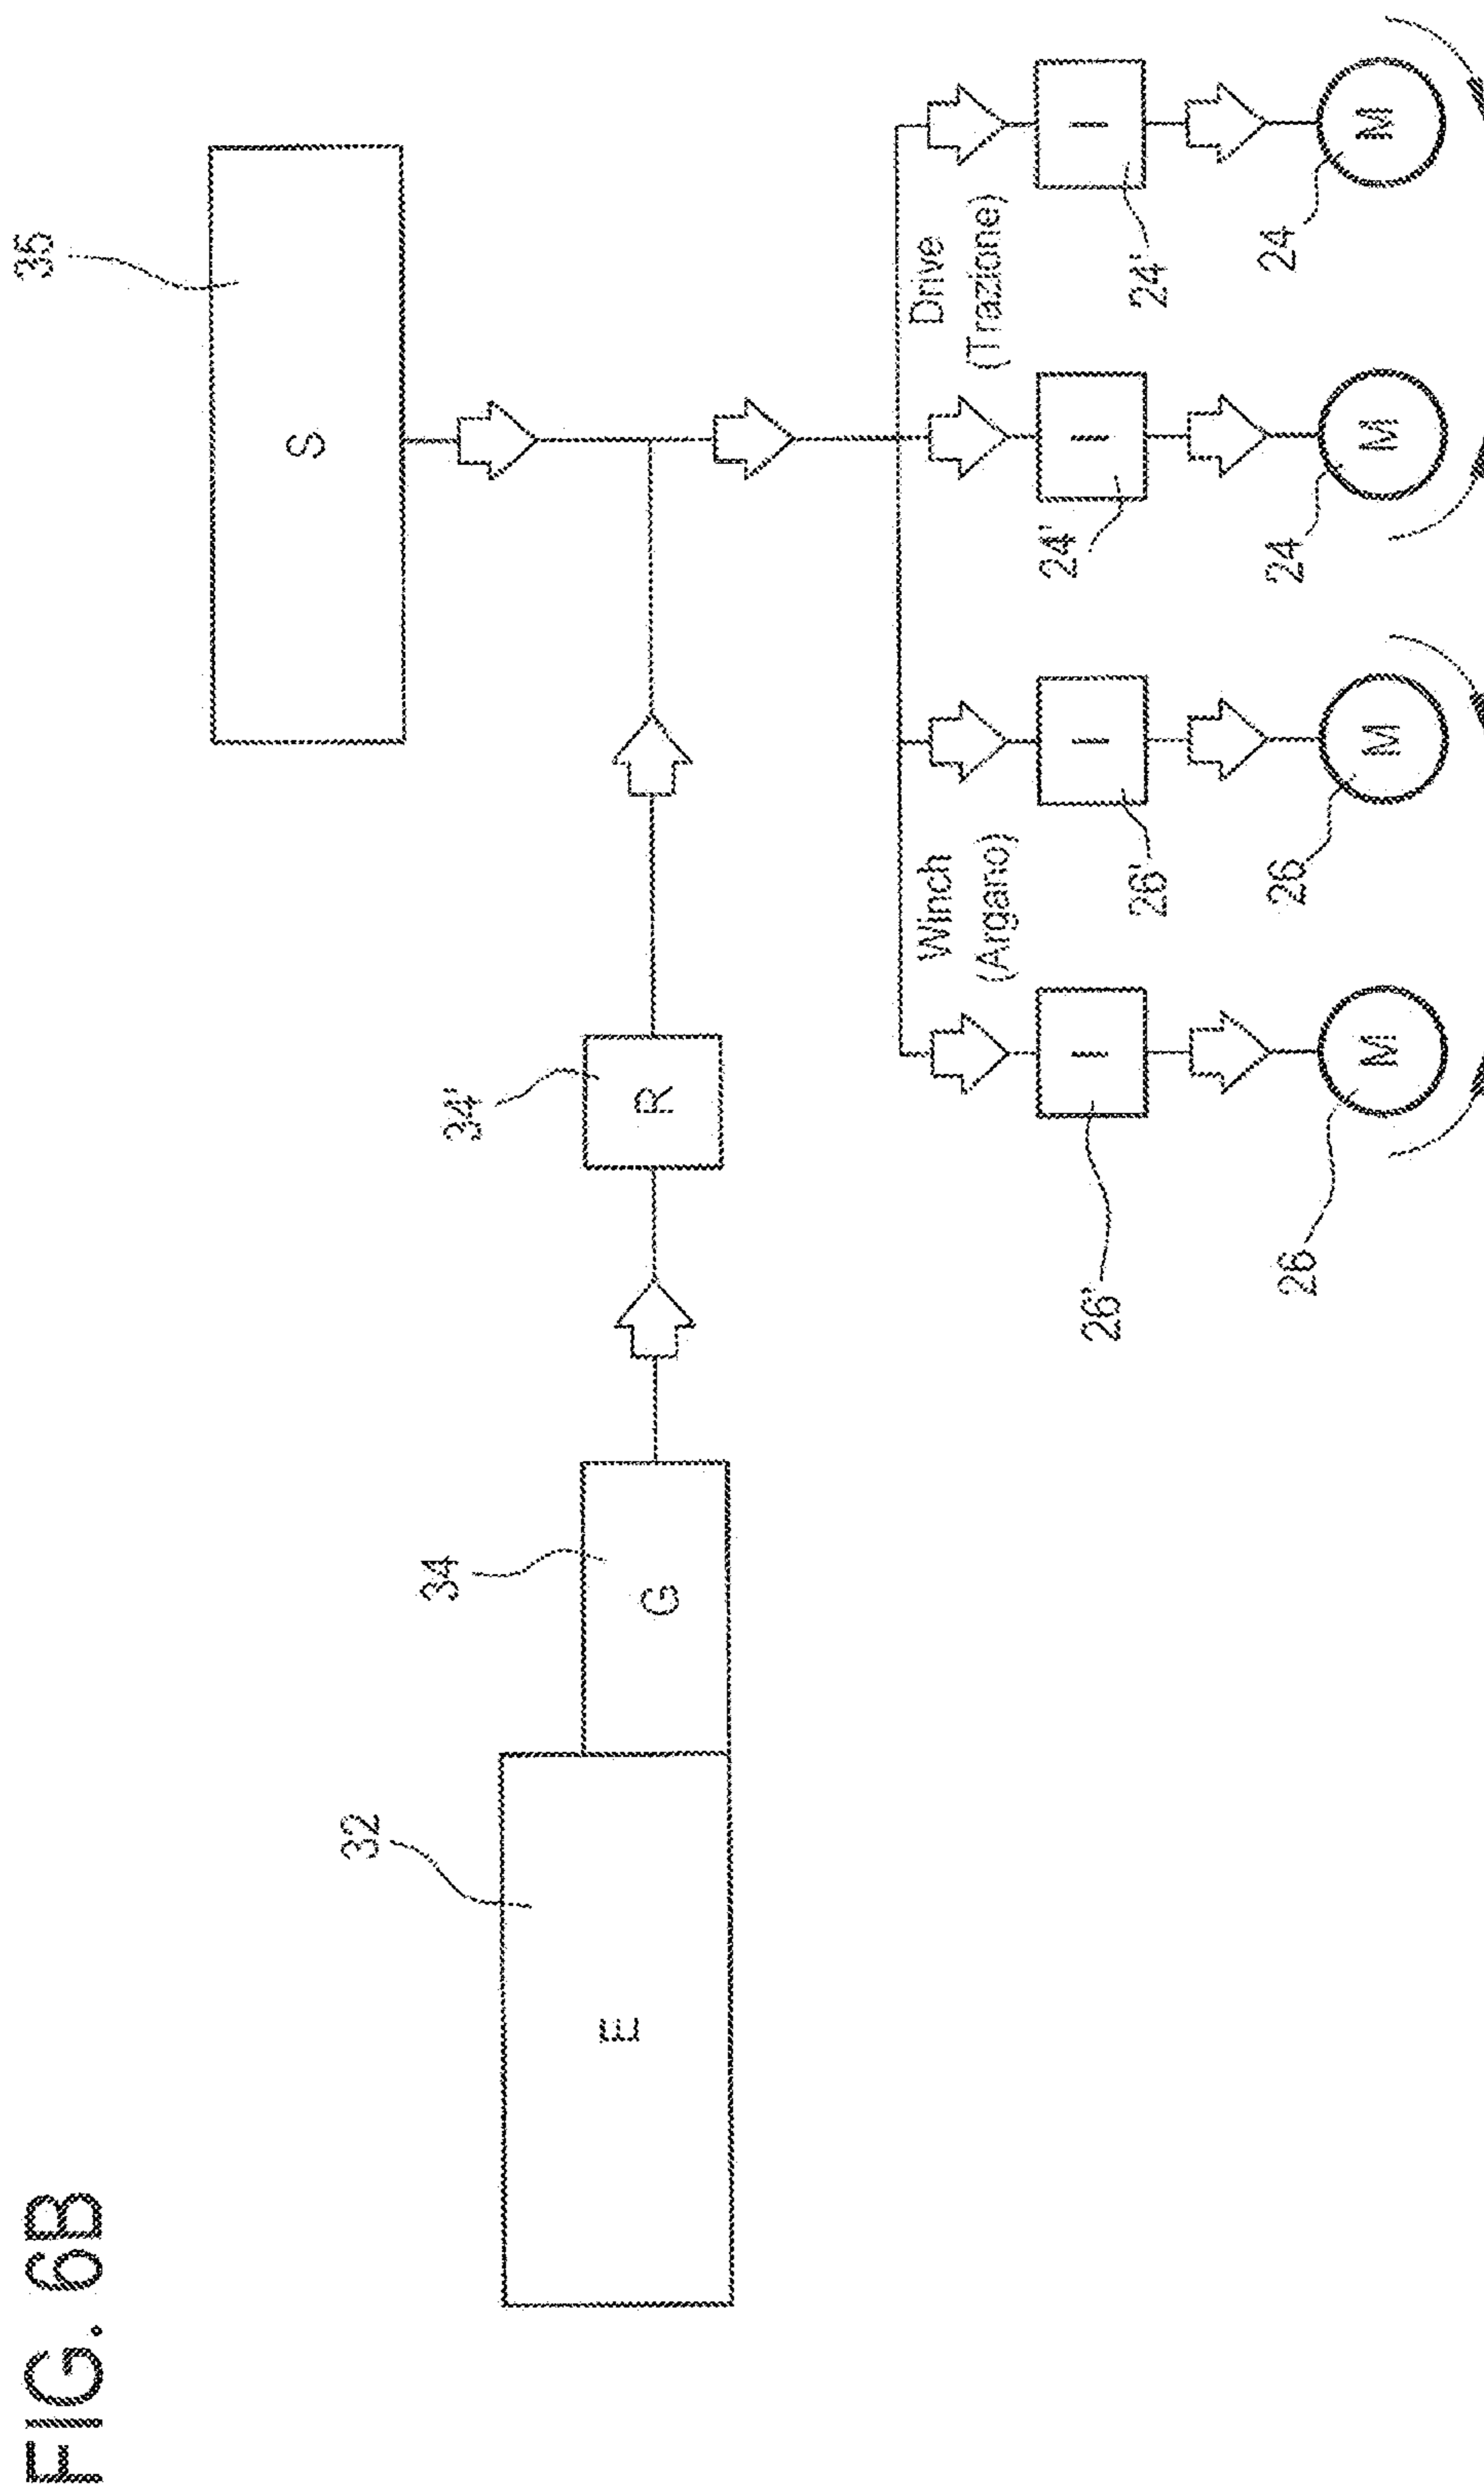 FIG. 6B
35
S
32
34
34'
E
G
R
Winch
(Argano)
Drive
(Trazione)
I
I
I
I
26'
26'
24'
24'
26
26
24
24
M
M
M
M